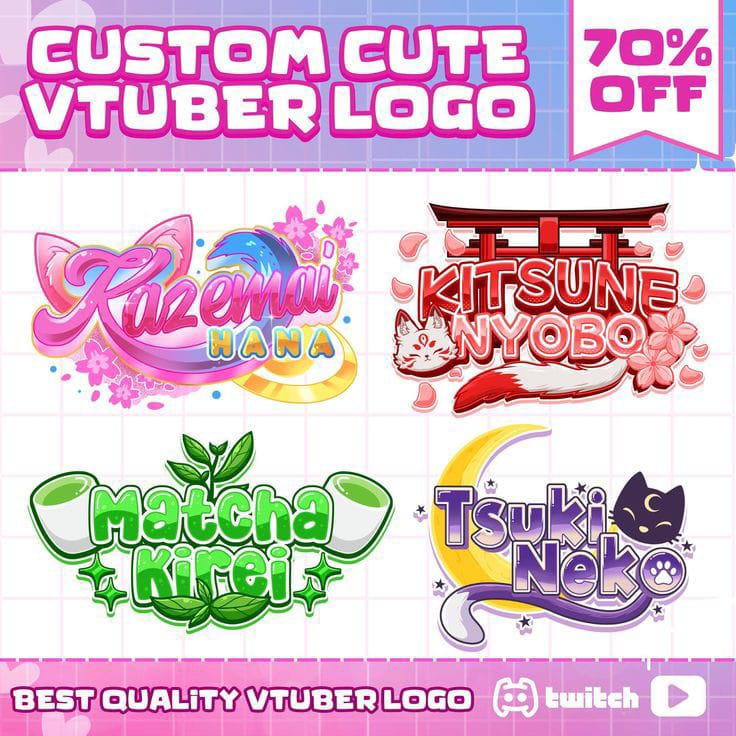 CUSTOM CUTE
VTUBER LOGO
70%
OFF
Kazemai
HANA
KITSUNE
NYOBO
Matcha
Kirei
Tsuki
Neko
BEST QUALITY VTUBER LOGO
twitch